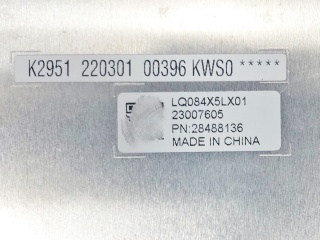 K2951 220301 00396 KWS0 *****
LQ084X5LX01
23007605
PN:28488136
MADE IN CHINA